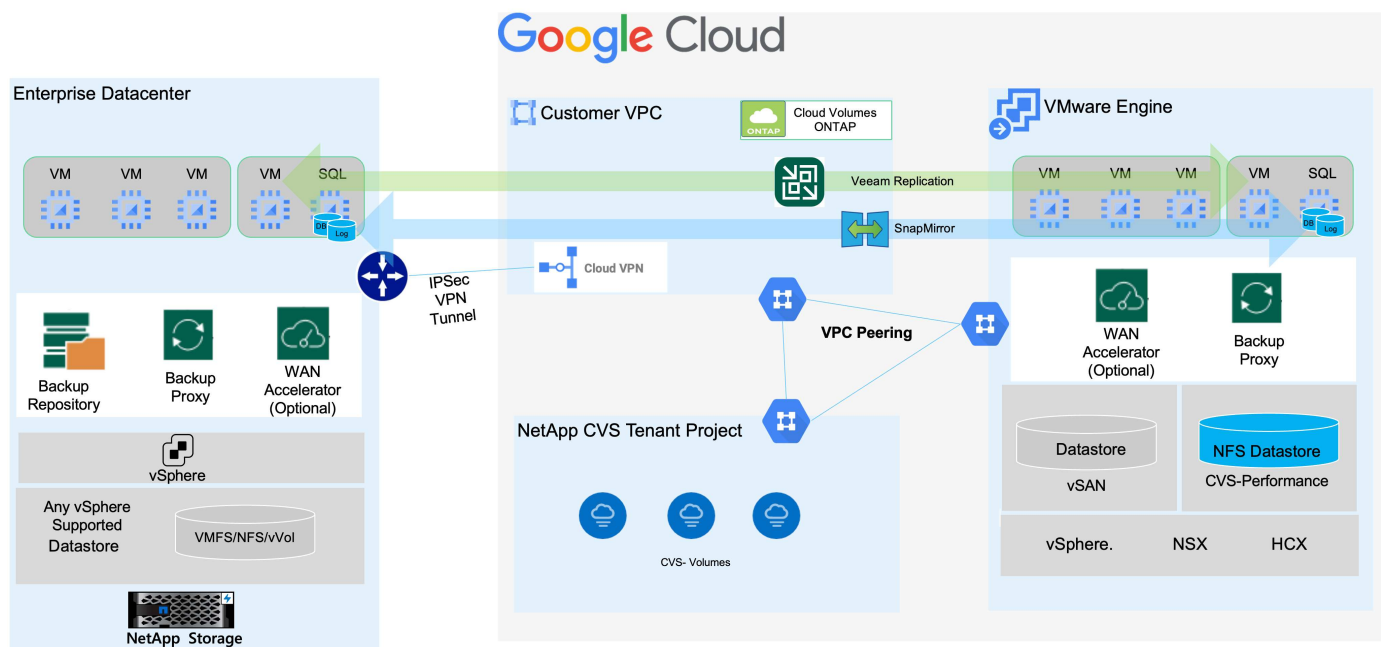 Google Cloud
Enterprise Datacenter
VM
VM
VM
VM
SQL
DB
Log
IPSec
VPN
Tunnel
Backup
Repository
Backup
Proxy
WAN
Accelerator
(Optional)
vSphere
Any vSphere
Supported
Datastore
VMFS/NFS/vVol
NetApp Storage
Customer VPC
ONTAP
Cloud Volumes
ONTAP
Veeam Replication
SnapMirror
Cloud VPN
VPC Peering
NetApp CVS Tenant Project
CVS- Volumes
VMware Engine
VM
VM
VM
VM
SQL
DB
Log
WAN
Accelerator
(Optional)
Backup
Proxy
Datastore
vSAN
NFS Datastore
CVS-Performance
vSphere.
NSX
HCX